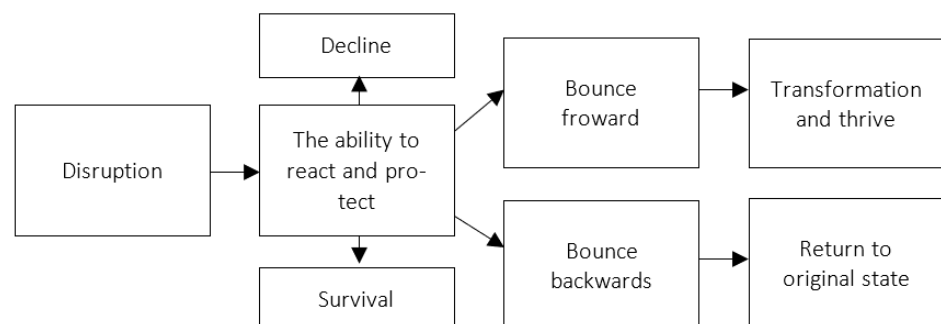 Decline
Disruption
The ability to
react and pro-
tect
Survival
Bounce
froward
Transformation
and thrive
Bounce
backwards
Return to
original state